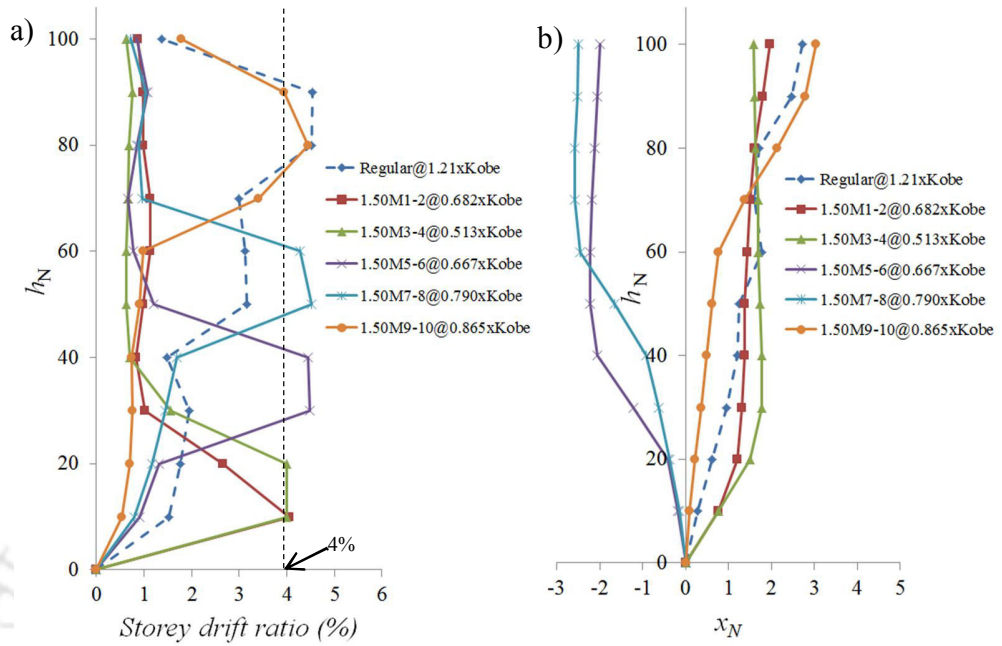 a)
100
80
60
40
20
0
h_N
0 1 2 3 4 5 6
Storey drift ratio (%)
4%
Regular@1.21xKobe
1.50M1-2@0.682xKobe
1.50M3-4@0.513xKobe
1.50M5-6@0.667xKobe
1.50M7-8@0.790xKobe
1.50M9-10@0.865xKobe
b)
100
80
60
40
20
0
h_N
-3 -2 -1 0 1 2 3 4 5
x_N
Regular@1.21xKobe
1.50M1-2@0.682xKobe
1.50M3-4@0.513xKobe
1.50M5-6@0.667xKobe
1.50M7-8@0.790xKobe
1.50M9-10@0.865xKobe